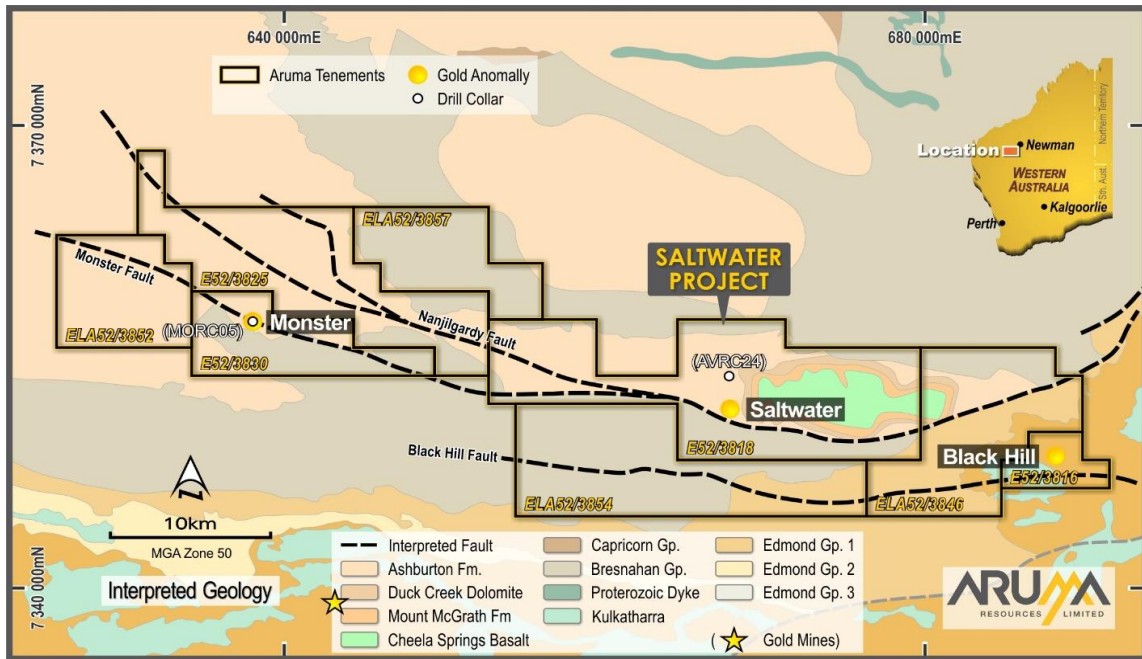 640 000mE
680 000mE
7 370 000mN
7 340 000mN
Aruma Tenements
Gold Anomally
Drill Collar
Location
Newman
WESTERN
AUSTRALIA
Kalgoorlie
Perth
Northern Territory
Sth. Aust.
ELA52/3857
SALTWATER
PROJECT
Monster Fault
E52/3825
Nanjilgardy Fault
(MORC05)
Monster
ELA52/3852
E52/3830
(AVRC24)
Saltwater
E52/3818
Black Hill Fault
Black Hill
E52/3816
ELA52/3854
ELA52/3846
N
10km
MGA Zone 50
Interpreted Geology
Interpreted Fault
Ashburton Fm.
Duck Creek Dolomite
Mount McGrath Fm
Cheela Springs Basalt
Capricorn Gp.
Bresnahan Gp.
Proterozoic Dyke
Kulkatharra
Edmond Gp. 1
Edmond Gp. 2
Edmond Gp. 3
( Gold Mines)
ARUMA
RESOURCES LIMITED